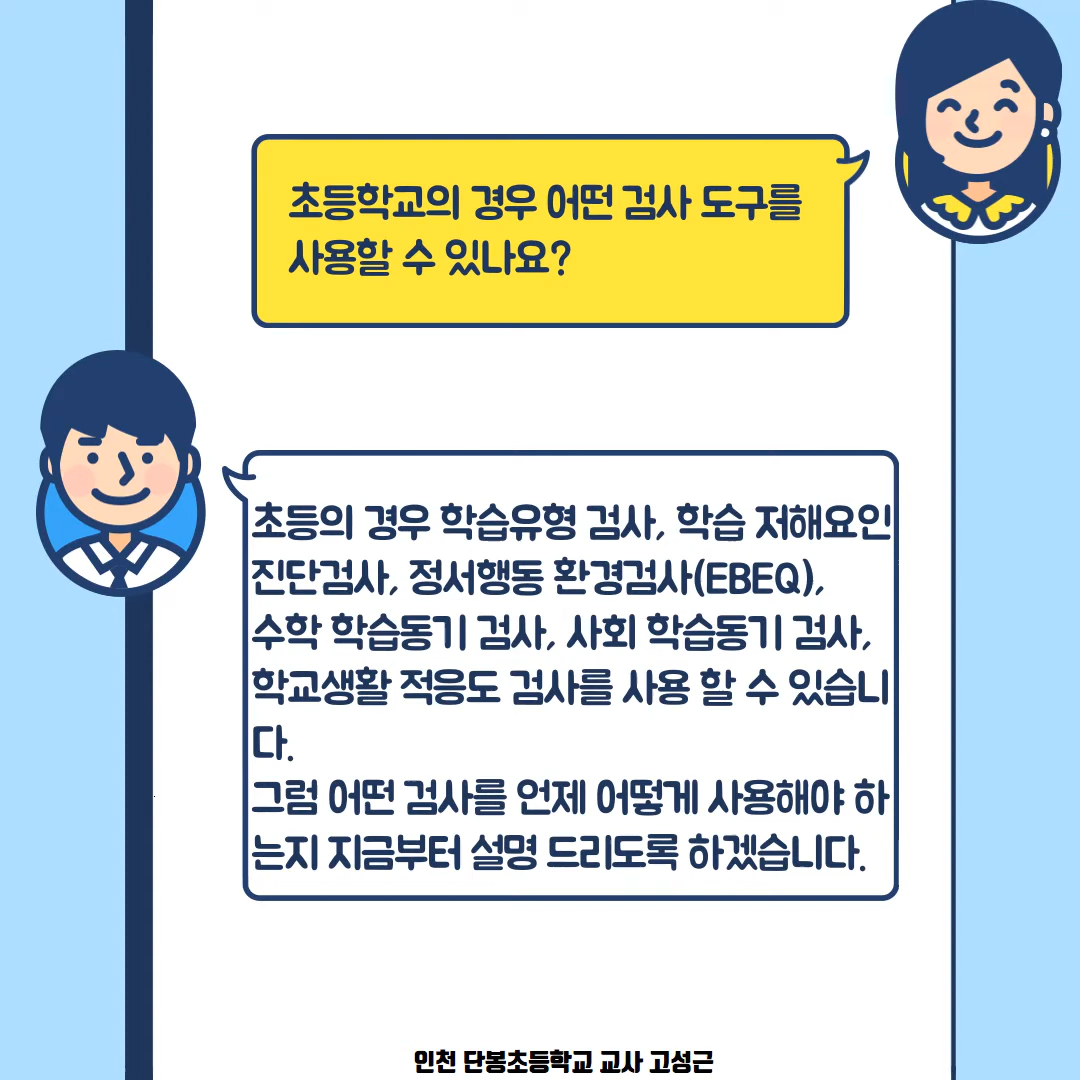 초등학교의 경우 어떤 검사 도구를
사용할 수 있나요?
초등의 경우 학습유형 검사, 학습 저해요인
진단검사, 정서행동 환경검사(EBEQ),
수학 학습동기 검사, 사회 학습동기 검사,
학교생활 적응도 검사를 사용 할 수 있습니
다.
그럼 어떤 검사를 언제 어떻게 사용해야 하
는지 지금부터 설명 드리도록 하겠습니다.
인천 단봉초등학교 교사 고성근